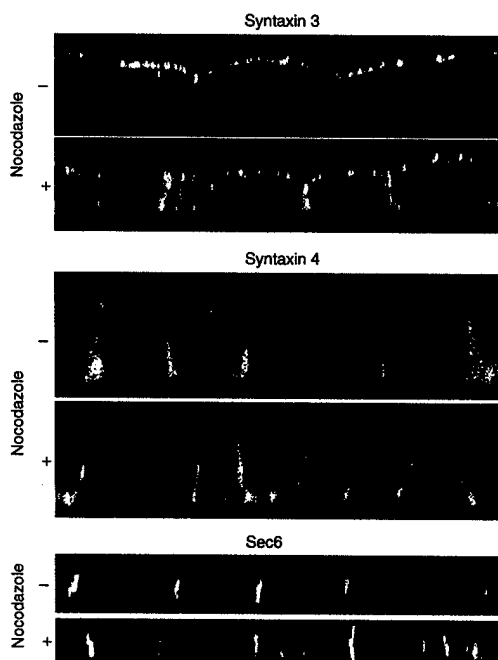 Syntaxin 3
Nocodazole
–
+
Syntaxin 4
Nocodazole
–
+
Sec6
Nocodazole
–
+